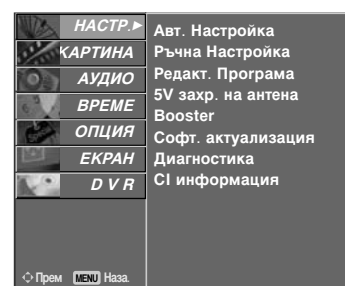 НАСТР.
КАРТИНА
АУДИО
ВРЕМЕ
ОПЦИЯ
ЕКРАН
D V R
Авт. Настройка
Ръчна Настройка
Редакт. Програма
5V захр. на антена
Booster
Софт. актуализация
Диагностика
CI информация
Прем MENU Наза.